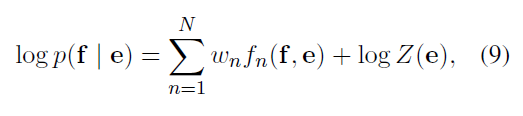 log p(f | e) = ∑_{n=1}^{N} w_n f_n(f, e) + log Z(e), (9)